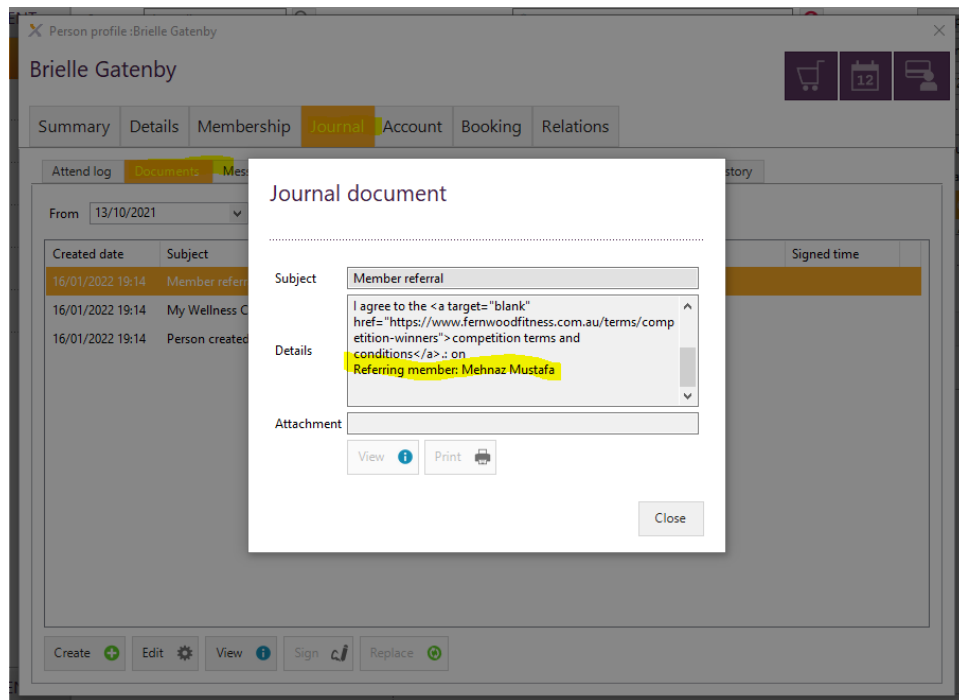 Person profile :Brielle Gatenby
Brielle Gatenby
12
Summary Details Membership Journal Account Booking Relations
Attend log Documents
From 13/10/2021
Created date Subject Signed time
16/01/2022 19:14
16/01/2022 19:14 My Wellness
16/01/2022 19:14 Person created
Journal document
Subject Member referral
I agree to the <a target="blank"
href="https://www.fernwoodfitness.com.au/terms/comp
etition-winners">competition terms and
Details
conditions</a>.: on
Referring member: Mehnaz Mustafa
Attachment
View Print
Close
Create Edit View Sign Replace